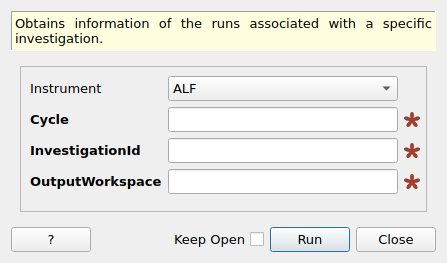 Obtains information of the runs associated with a specific
investigation.
Instrument ALF
Cycle
InvestigationId
OutputWorkspace
? Keep Open Run Close